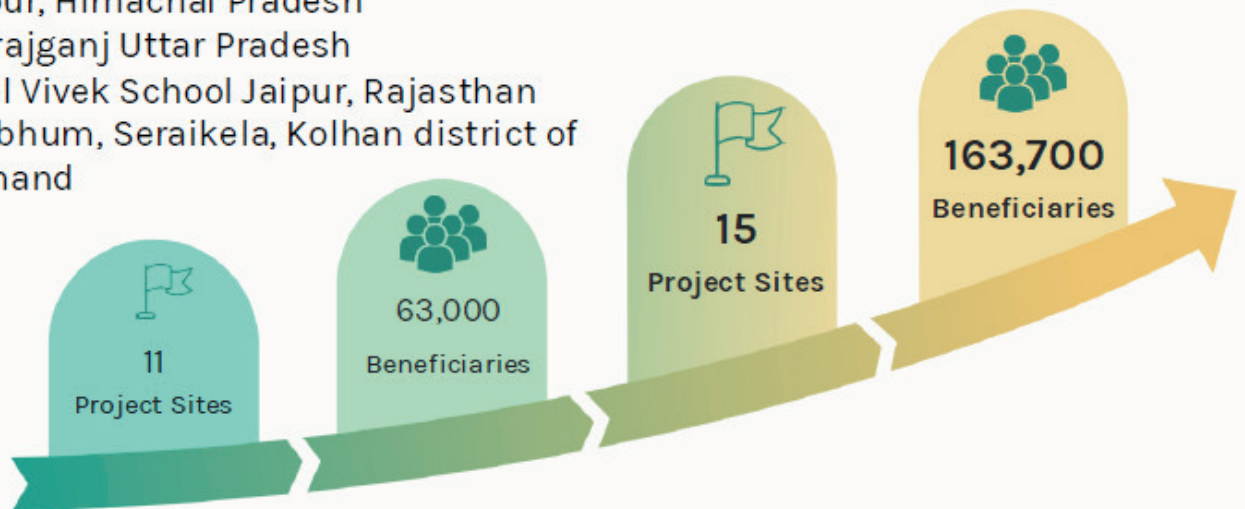 pur, Himachal Pradesh
rajganj Uttar Pradesh
l Vivek School Jaipur, Rajasthan
bhum, Seraikela, Kolhan district of
hand
11
Project Sites
63,000
Beneficiaries
15
Project Sites
163,700
Beneficiaries